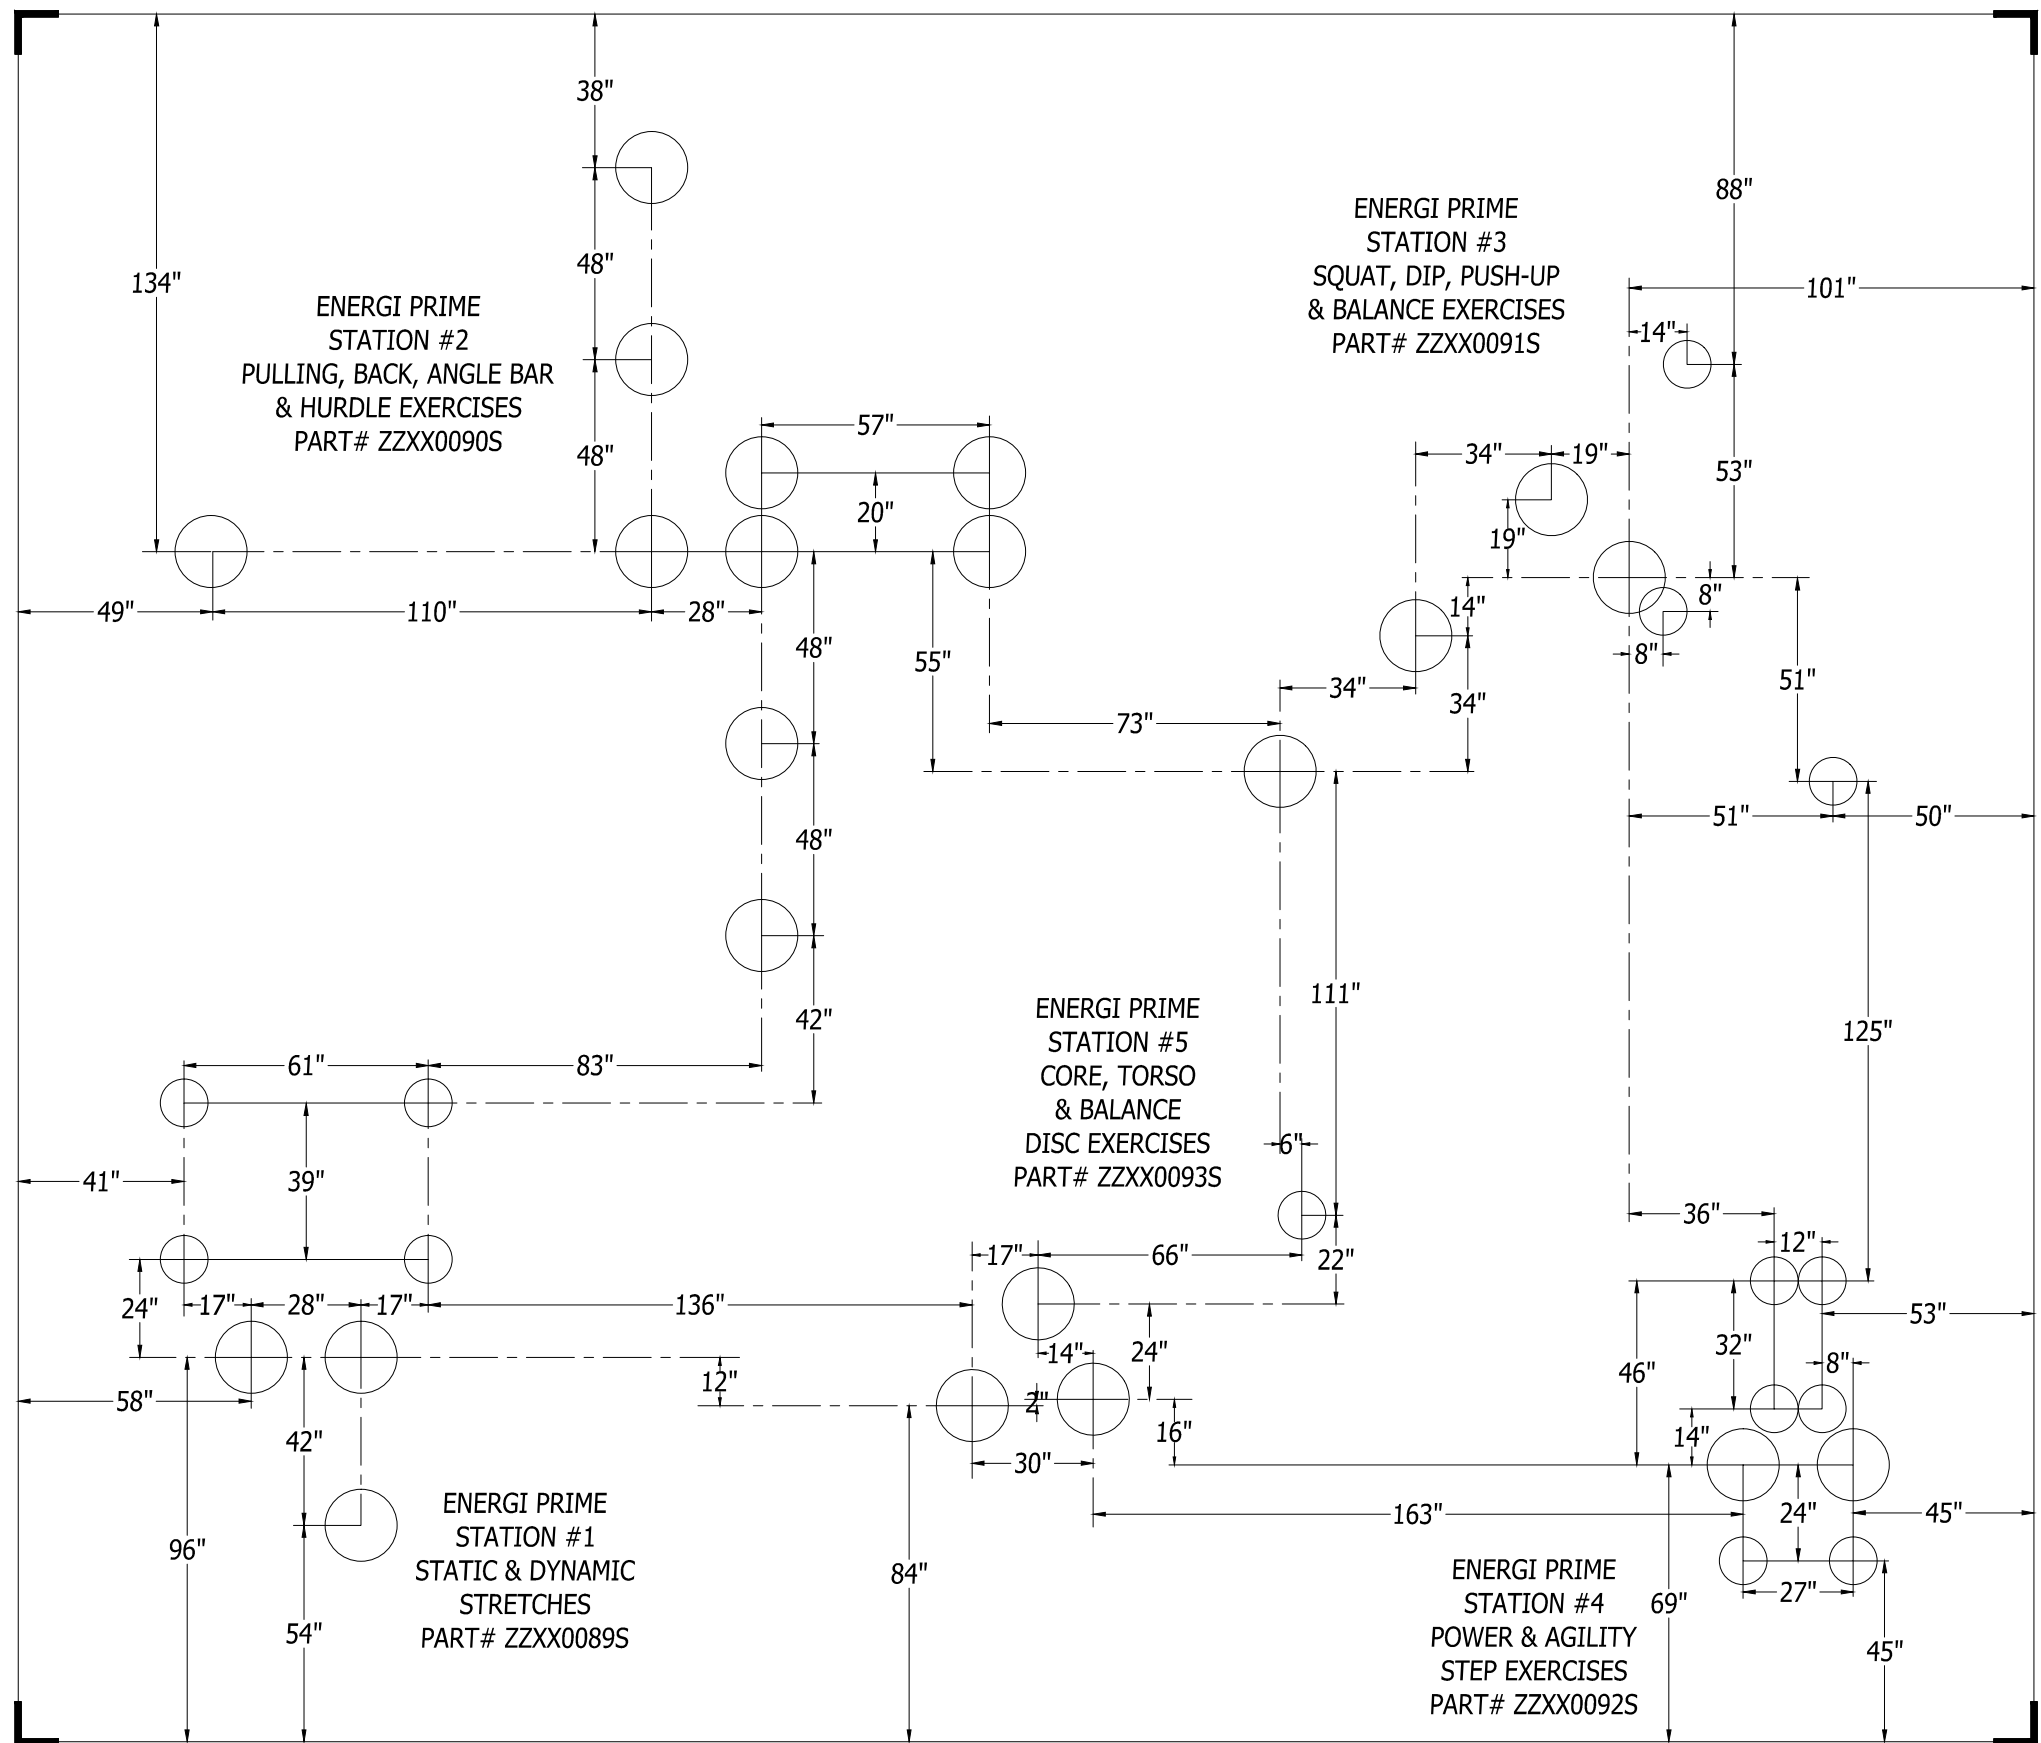 38"
88"
134"
48"
101"
ENERGI PRIME
STATION #3
SQUAT, DIP, PUSH-UP
& BALANCE EXERCISES
PART# ZZXX0091S
14"
ENERGI PRIME
STATION #2
PULLING, BACK, ANGLE BAR
& HURDLE EXERCISES
PART# ZZXX0090S
57"
48"
34"
19"
53"
20"
19"
49"
110"
28"
14"
8"
48"
55"
8"
51"
34"
34"
73"
51"
50"
48"
111"
42"
125"
ENERGI PRIME
STATION #5
CORE, TORSO
& BALANCE
DISC EXERCISES
PART# ZZXX0093S
61"
83"
6"
41"
39"
36"
12"
17"
66"
22"
24"
17"
28"
17"
136"
53"
14"
24"
32"
8"
46"
12"
58"
2"
42"
16"
14"
30"
ENERGI PRIME
STATION #1
STATIC & DYNAMIC
STRETCHES
PART# ZZXX0089S
163"
24"
45"
96"
84"
ENERGI PRIME
STATION #4
POWER & AGILITY
STEP EXERCISES
PART# ZZXX0092S
27"
69"
54"
45"